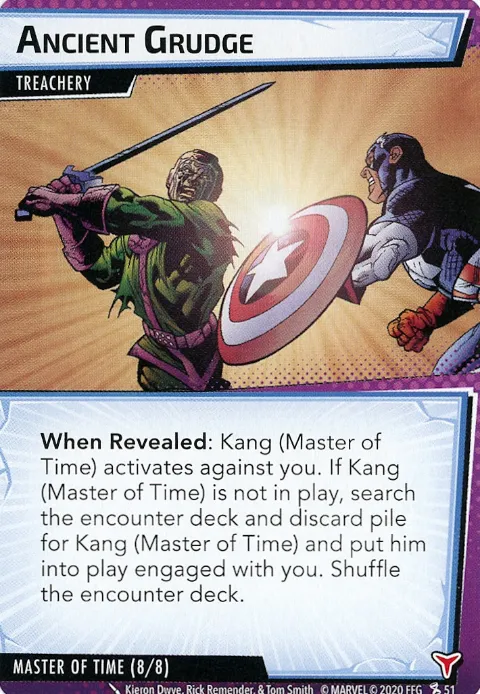 ANCIENT GRUDGE
TREACHERY
When Revealed: Kang (Master of
Time) activates against you. If Kang
(Master of Time) is not in play, search
the encounter deck and discard pile
for Kang (Master of Time) and put him
into play engaged with you. Shuffle
the encounter deck.
MASTER OF TIME (8/8)
Kieron Dwye, Rick Remender, & Tom Smith © MARVEL © 2020 FFG